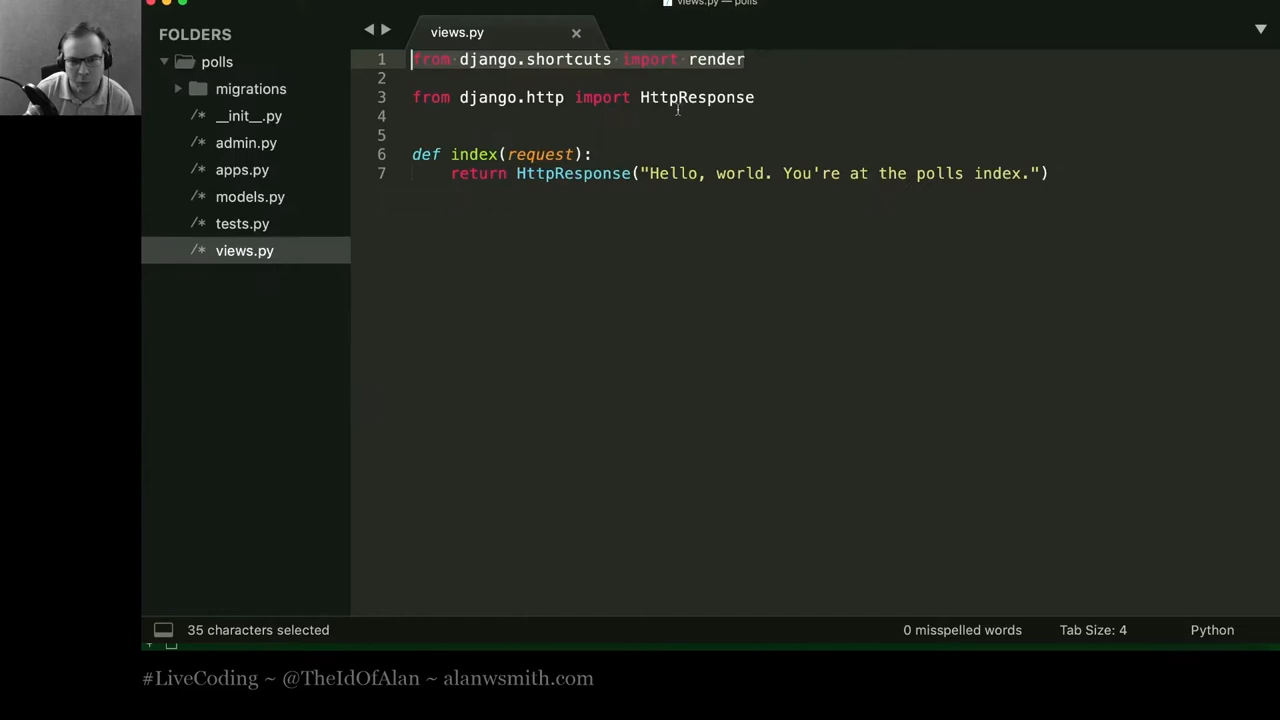 views.py — polls
FOLDERS
polls
migrations
/* __init__.py
/* admin.py
/* apps.py
/* models.py
/* tests.py
/* views.py
views.py ×
1 from django.shortcuts import render
2
3 from django.http import HttpResponse
4
5
6 def index(request):
7 return HttpResponse("Hello, world. You're at the polls index.")
35 characters selected
0 misspelled words
Tab Size: 4
Python
#LiveCoding ~ @TheIdOfAlan ~ alanwsmith.com